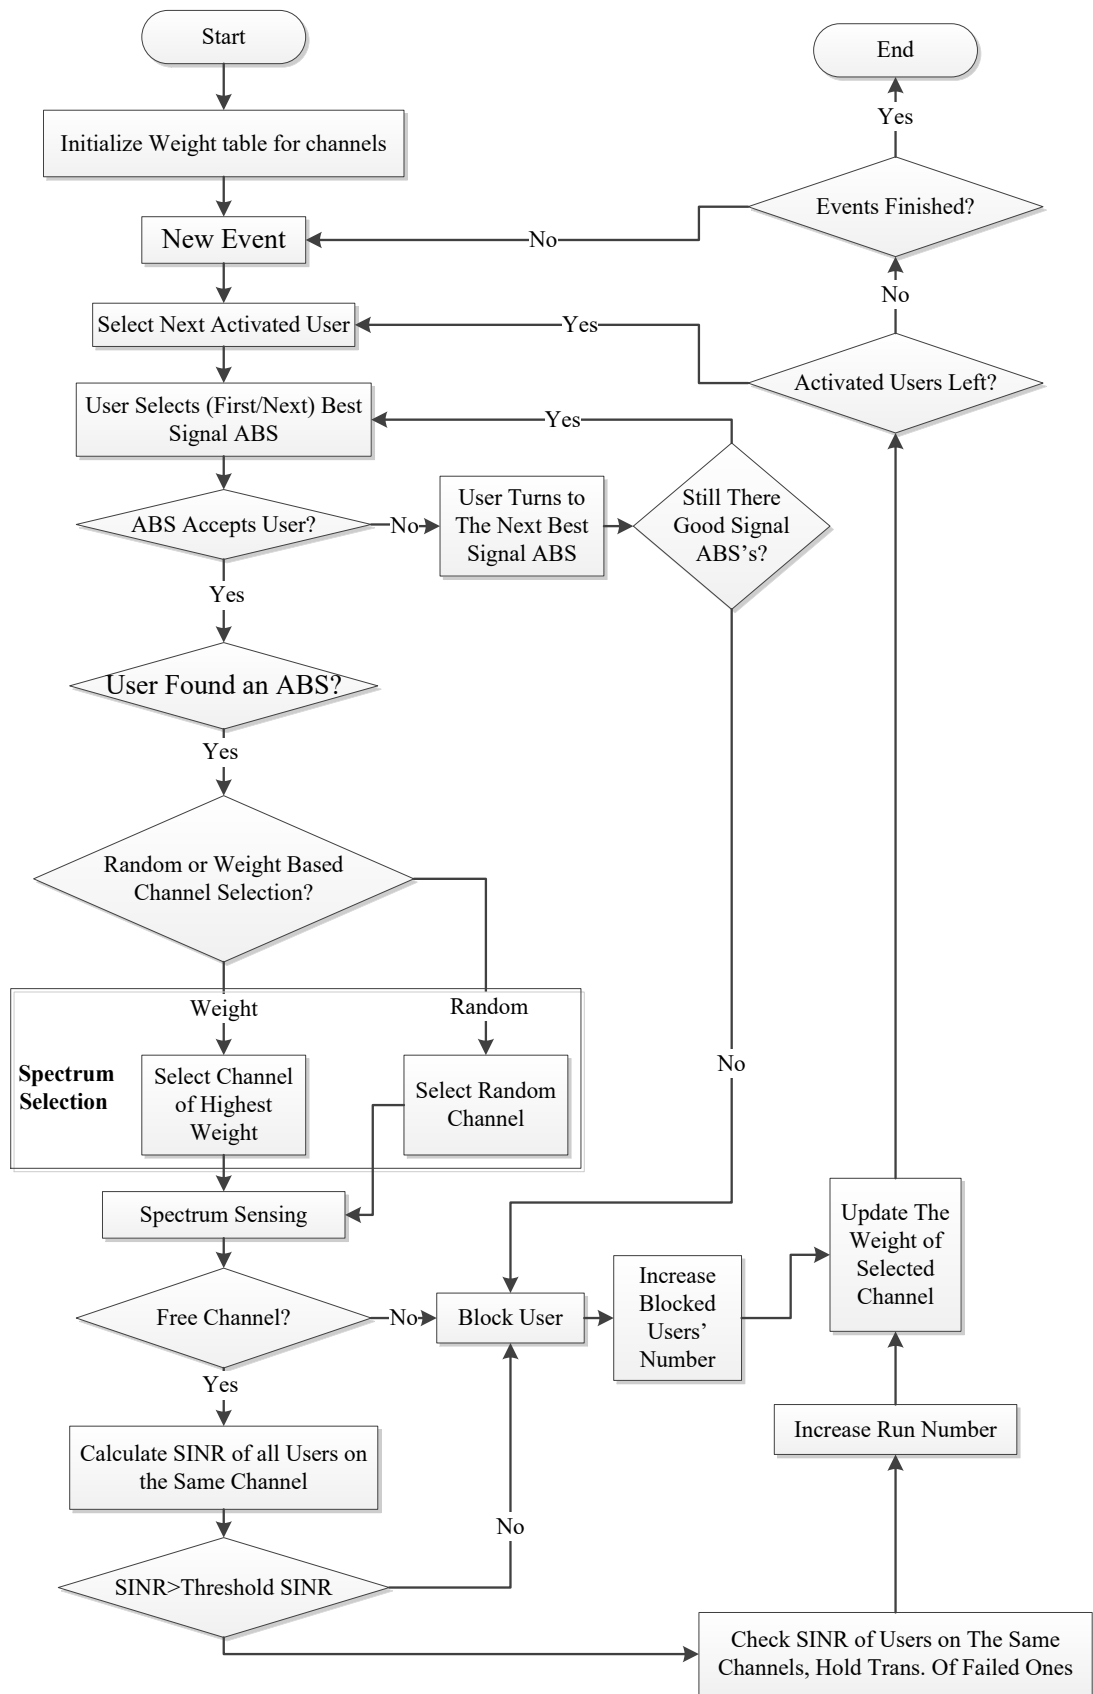 Start
End
Yes
Initialize Weight table for channels
Events Finished?
New Event
No
No
Select Next Activated User
Yes
Activated Users Left?
User Selects (First/Next) Best
Signal ABS
Yes
ABS Accepts User?
No
User Turns to
The Next Best
Signal ABS
Still There
Good Signal
ABS's?
Yes
User Found an ABS?
Yes
Random or Weight Based
Channel Selection?
Weight
Random
Spectrum
Selection
Select Channel
of Highest
Weight
Select Random
Channel
No
Spectrum Sensing
Update The
Weight of
Selected
Channel
Free Channel?
No
Block User
Increase
Blocked
Users’
Number
Yes
Increase Run Number
Calculate SINR of all Users on
the Same Channel
No
SINR>Threshold SINR
Check SINR of Users on The Same
Channels, Hold Trans. Of Failed Ones